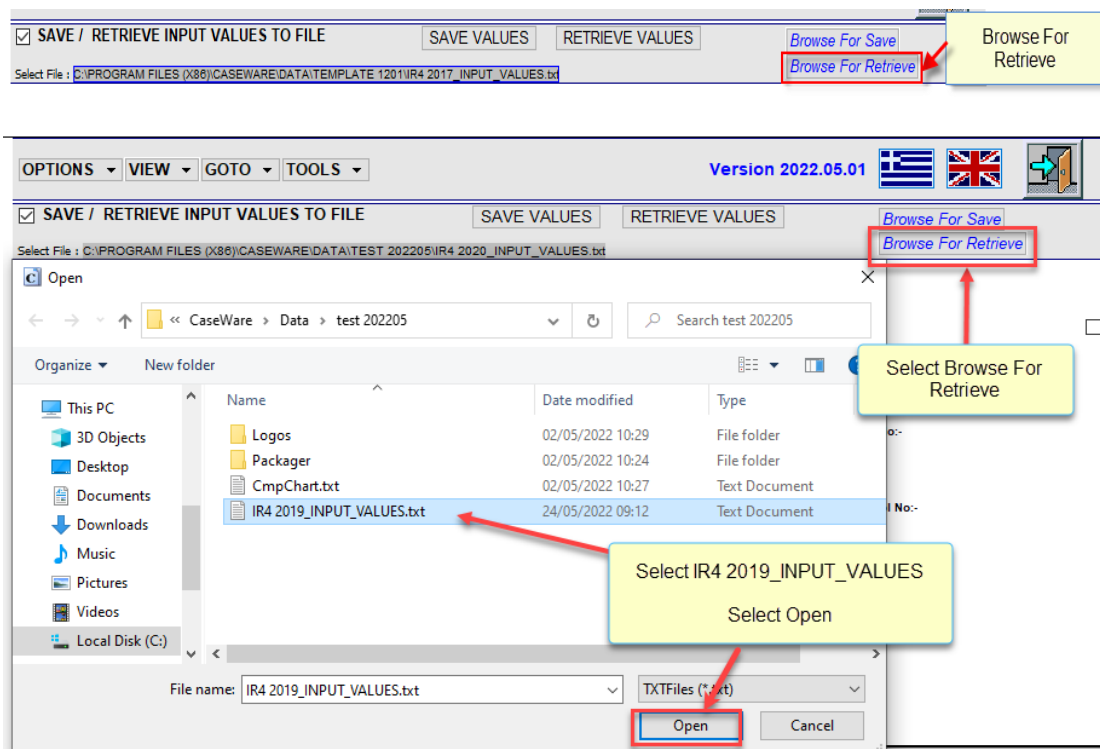 SAVE / RETRIEVE INPUT VALUES TO FILE SAVE VALUES RETRIEVE VALUES Browse For Save
Select File : C:\PROGRAM FILES (X86)\CASEWARE\DATA\TEMPLATE 1201\IR4 2017_INPUT_VALUES.txt Browse For Retrieve
Browse For
Retrieve
OPTIONS VIEW GOTO TOOLS Version 2022.05.01
SAVE / RETRIEVE INPUT VALUES TO FILE SAVE VALUES RETRIEVE VALUES Browse For Save
Select File : C:\PROGRAM FILES (X86)\CASEWARE\DATA\TEST 202205\IR4 2020_INPUT_VALUES.txt Browse For Retrieve
Open
« CaseWare > Data > test 202205 Search test 202205
Organize New folder
Select Browse For
Retrieve
Name Date modified Type
This PC
3D Objects
Desktop
Documents
Downloads
Music
Pictures
Videos
Local Disk (C:)
Logos 02/05/2022 10:29 File folder
Packager 02/05/2022 10:24 File folder
CmpChart.txt 02/05/2022 10:27 Text Document
IR4 2019_INPUT_VALUES.txt 24/05/2022 09:12 Text Document
o:-
No:-
Select IR4 2019_INPUT_VALUES
Select Open
File name: IR4 2019_INPUT_VALUES.txt TXTFiles (*.txt)
Open Cancel